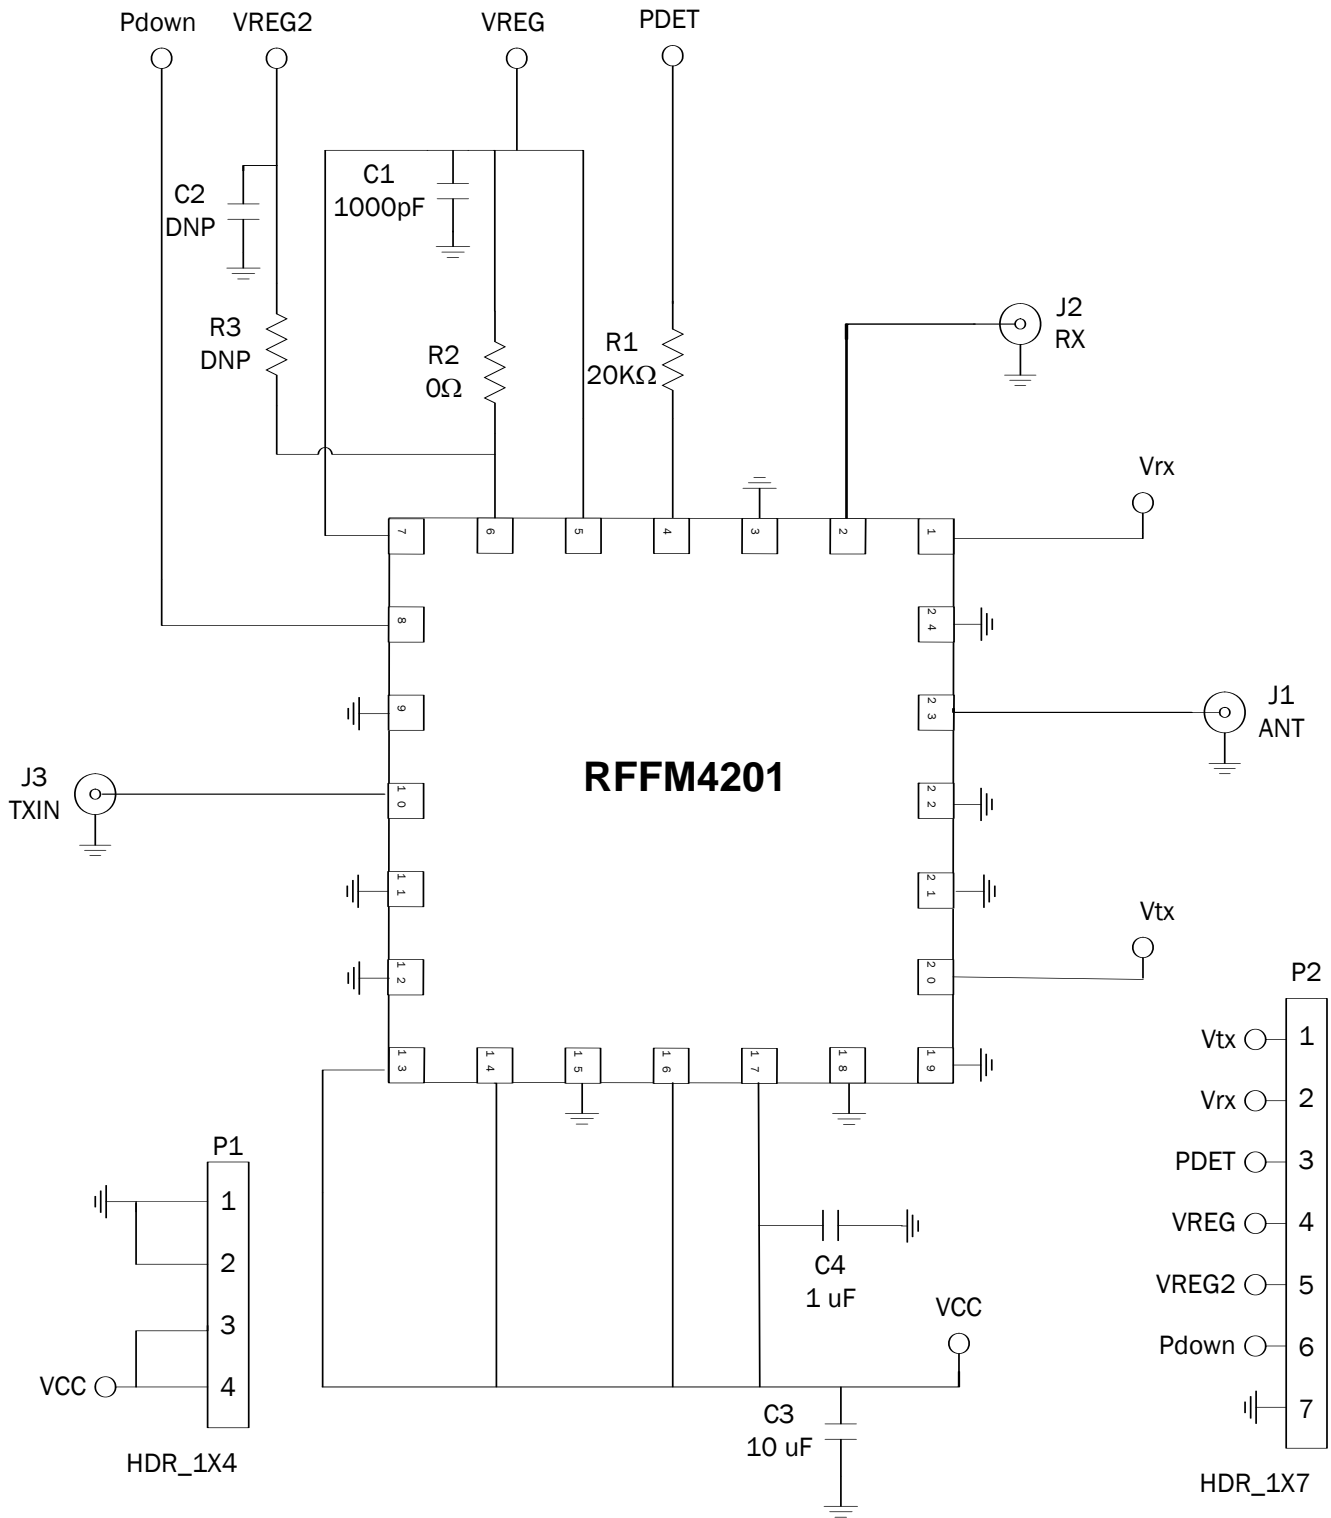 Pdown VREG2 VREG PDET
C1
1000pF
C2
DNP
R3
DNP
R2
0Ω
R1
20KΩ
J2
RX
Vrx
7 6 5 4 3 2 1
8
24
9
23
J1
ANT
RFFM4201
J3
TXIN
10
22
11
21
Vtx
12
20
13 14 15 16 17 18 19
P2
Vtx 1
Vrx 2
PDET 3
VREG 4
VREG2 5
Pdown 6
7
HDR_1X7
P1
1
2
3
VCC 4
HDR_1X4
C4
1 uF
VCC
C3
10 uF